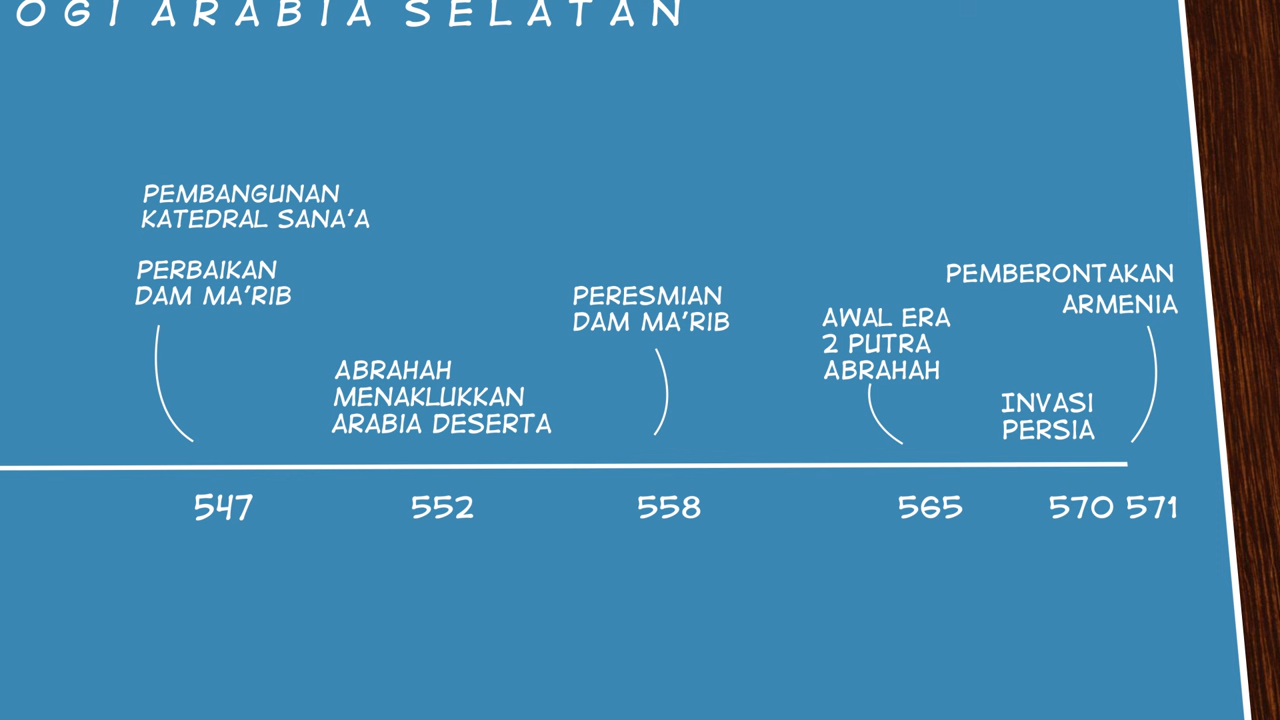 OGI ARABIA SELATAN
PEMBANGUNAN
KATEDRAL SANA'A
PERBAIKAN
DAM MA'RIB
ABRAHAH
MENAKLUKKAN
ARABIA DESERTA
PERESMIAN
DAM MA'RIB
AWAL ERA
2 PUTRA
ABRAHAH
PEMBERONTAKAN
ARMENIA
INVASI
PERSIA
547 552 558 565 570 571